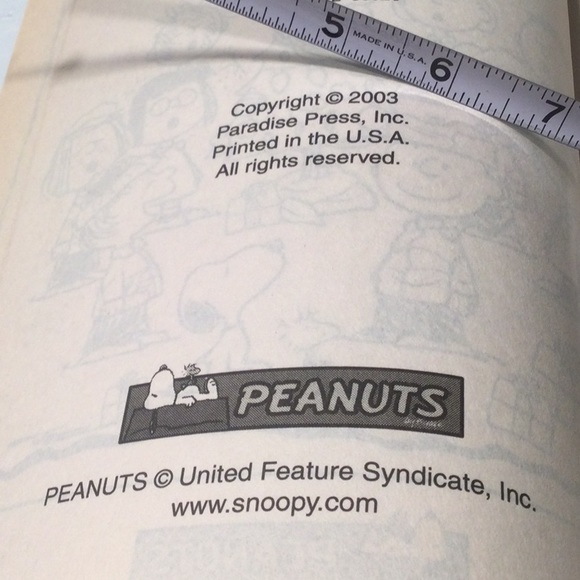 5
MADE IN U.S.A.
6
7
Copyright © 2003
Paradise Press, Inc.
Printed in the U.S.A.
All rights reserved.
PEANUTS
PEANUTS © United Feature Syndicate, Inc.
www.snoopy.com